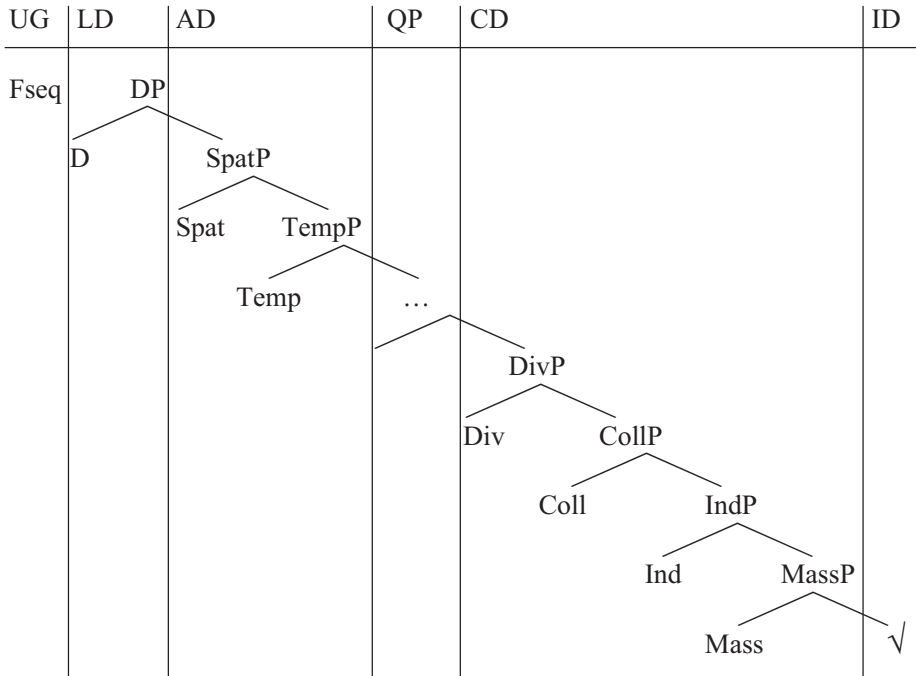 UG LD AD QP CD ID
Fseq DP
D SpatP
Spat TempP
Temp …
DivP
Div CollP
Coll IndP
Ind MassP
Mass √